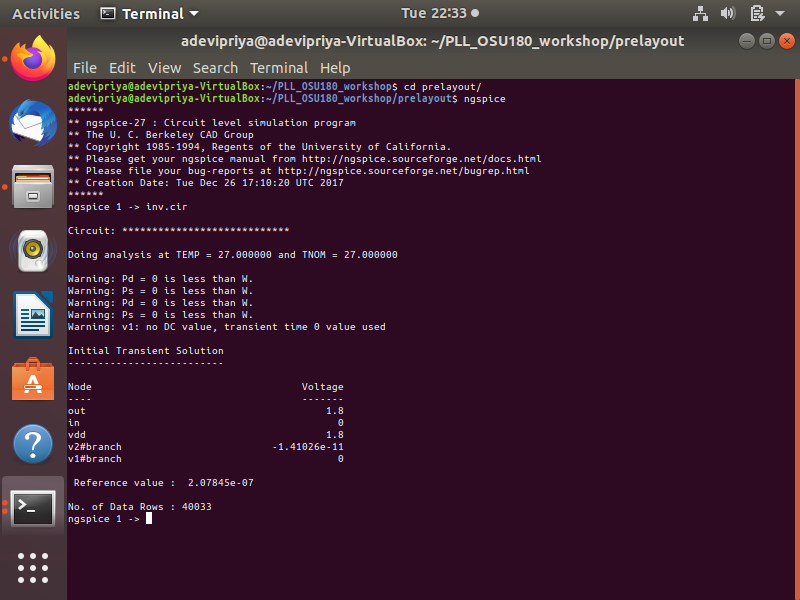 Activities Terminal Tue 22:33
adevipriya@adevipriya-VirtualBox: ~/PLL_OSU180_workshop/prelayout
File Edit View Search Terminal Help
adevipriya@adevipriya-VirtualBox:~/PLL_OSU180_workshop$ cd prelayout/
adevipriya@adevipriya-VirtualBox:~/PLL_OSU180_workshop/prelayout$ ngspice
******
** ngspice-27 : Circuit level simulation program
** The U. C. Berkeley CAD Group
** Copyright 1985-1994, Regents of the University of California.
** Please get your ngspice manual from http://ngspice.sourceforge.net/docs.html
** Please file your bug-reports at http://ngspice.sourceforge.net/bugrep.html
** Creation Date: Tue Dec 26 17:10:20 UTC 2017
******
ngspice 1 -> inv.cir
Circuit: ****************************
Doing analysis at TEMP = 27.000000 and TNOM = 27.000000
Warning: Pd = 0 is less than W.
Warning: Ps = 0 is less than W.
Warning: Pd = 0 is less than W.
Warning: Ps = 0 is less than W.
Warning: v1: no DC value, transient time 0 value used
Initial Transient Solution
--------------------------
Node Voltage
---- -------
out 1.8
in 0
vdd 1.8
v2#branch -1.41026e-11
v1#branch 0
Reference value : 2.07845e-07
No. of Data Rows : 40033
ngspice 1 ->